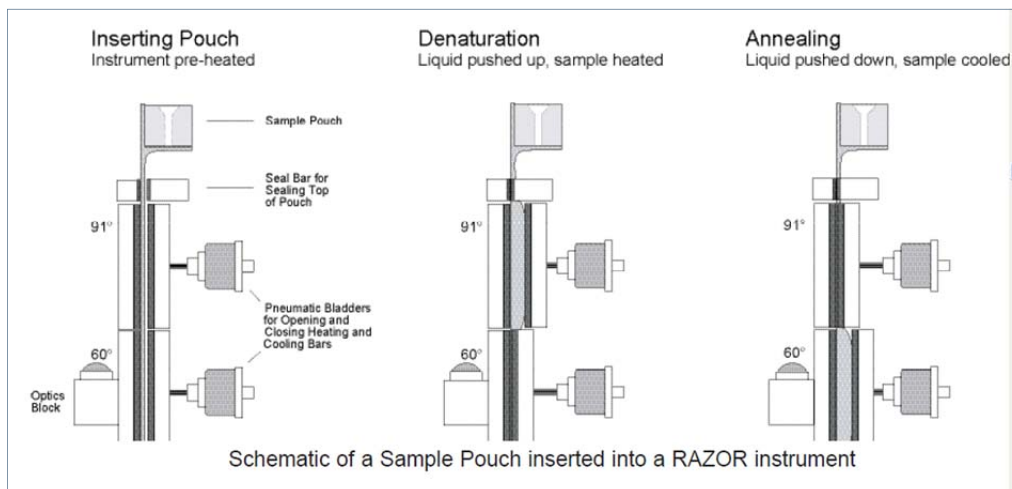 Inserting Pouch
Instrument pre-heated
Denaturation
Liquid pushed up, sample heated
Annealing
Liquid pushed down, sample cooled
Sample Pouch
Seal Bar for
Sealing Top
of Pouch
91°
91°
91°
Pneumatic Bladders
for Opening and
Closing Heating and
Cooling Bars
60°
60°
60°
Optics
Block
Schematic of a Sample Pouch inserted into a RAZOR instrument